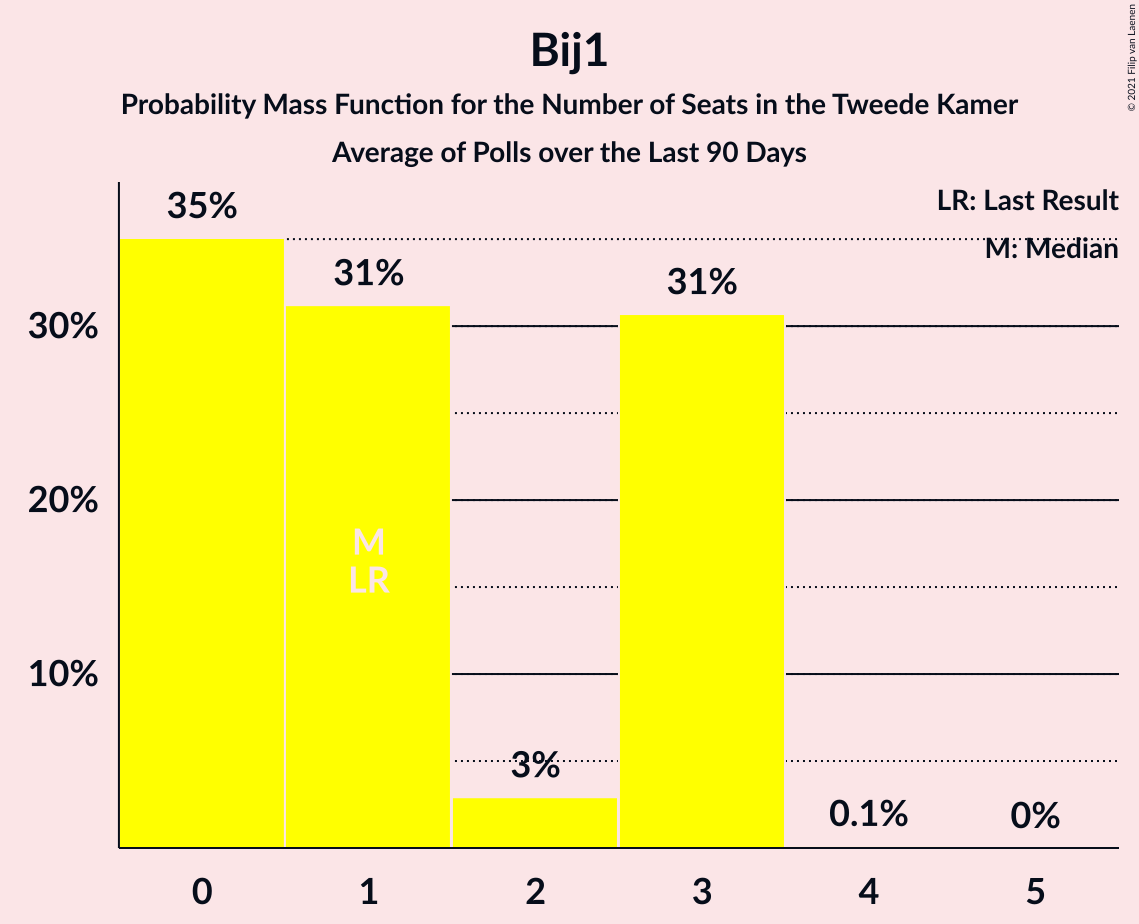 Bij1
Probability Mass Function for the Number of Seats in the Tweede Kamer
Average of Polls over the Last 90 Days
© 2021 Filip van Laenen
LR: Last Result
M: Median
35%
31%
3%
31%
0.1%
0%
M
LR
30%
20%
10%
0 1 2 3 4 5